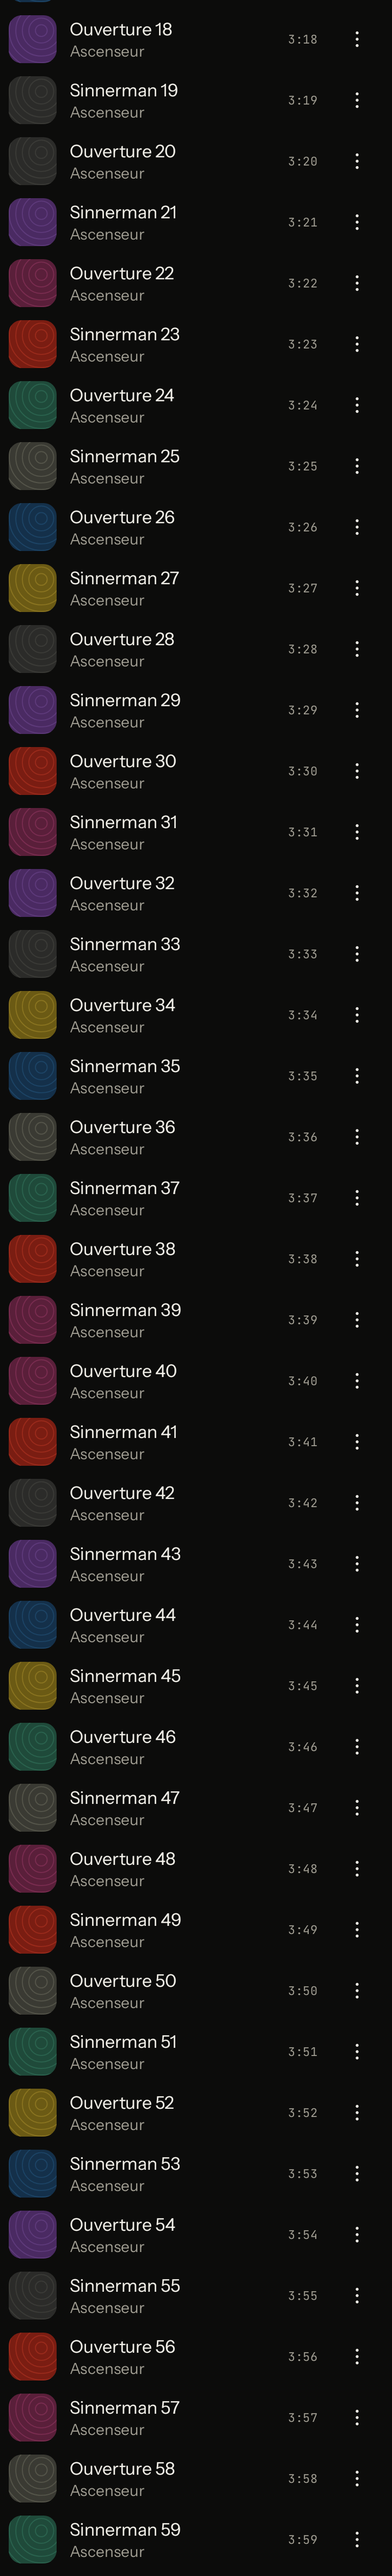 Ouverture 18
3:18
Ascenseur
Sinnerman 19
3:19
Ascenseur
Ouverture 20
3:20
Ascenseur
Sinnerman 21
3:21
Ascenseur
Ouverture 22
3:22
Ascenseur
Sinnerman 23
3:23
Ascenseur
Ouverture 24
3:24
Ascenseur
Sinnerman 25
3:25
Ascenseur
Ouverture 26
3:26
Ascenseur
Sinnerman 27
3:27
Ascenseur
Ouverture 28
3:28
Ascenseur
Sinnerman 29
3:29
Ascenseur
Ouverture 30
3:30
Ascenseur
Sinnerman 31
3:31
Ascenseur
Ouverture 32
3:32
Ascenseur
Sinnerman 33
3:33
Ascenseur
Ouverture 34
3:34
Ascenseur
Sinnerman 35
3:35
Ascenseur
Ouverture 36
3:36
Ascenseur
Sinnerman 37
3:37
Ascenseur
Ouverture 38
3:38
Ascenseur
Sinnerman 39
3:39
Ascenseur
Ouverture 40
3:40
Ascenseur
Sinnerman 41
3:41
Ascenseur
Ouverture 42
3:42
Ascenseur
Sinnerman 43
3:43
Ascenseur
Ouverture 44
3:44
Ascenseur
Sinnerman 45
3:45
Ascenseur
Ouverture 46
3:46
Ascenseur
Sinnerman 47
3:47
Ascenseur
Ouverture 48
3:48
Ascenseur
Sinnerman 49
3:49
Ascenseur
Ouverture 50
3:50
Ascenseur
Sinnerman 51
3:51
Ascenseur
Ouverture 52
3:52
Ascenseur
Sinnerman 53
3:53
Ascenseur
Ouverture 54
3:54
Ascenseur
Sinnerman 55
3:55
Ascenseur
Ouverture 56
3:56
Ascenseur
Sinnerman 57
3:57
Ascenseur
Ouverture 58
3:58
Ascenseur
Sinnerman 59
3:59
Ascenseur